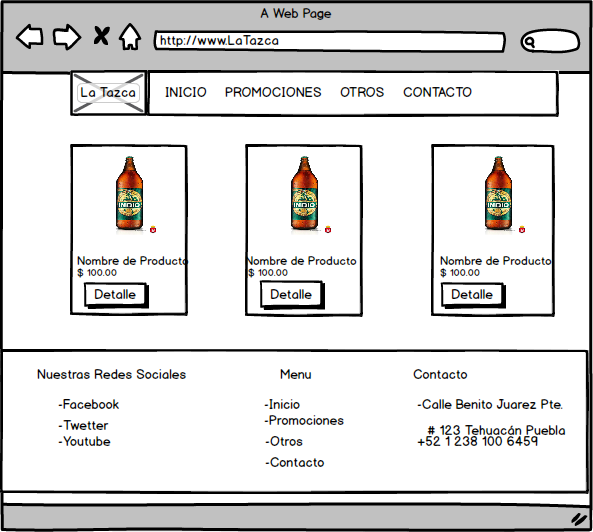 A Web Page
http://www.LaTazca
La Tazca INICIO PROMOCIONES OTROS CONTACTO
INDIO INDIO INDIO
Nombre de Producto Nombre de Producto Nombre de Producto
$ 100.00 $ 100.00 $ 100.00
Detalle Detalle Detalle
Nuestras Redes Sociales Menu Contacto
-Facebook -Inicio -Calle Benito Juarez Pte.
-Twetter -Promociones # 123 Tehuacán Puebla
-Youtube -Otros +52 1 238 100 6459
-Contacto